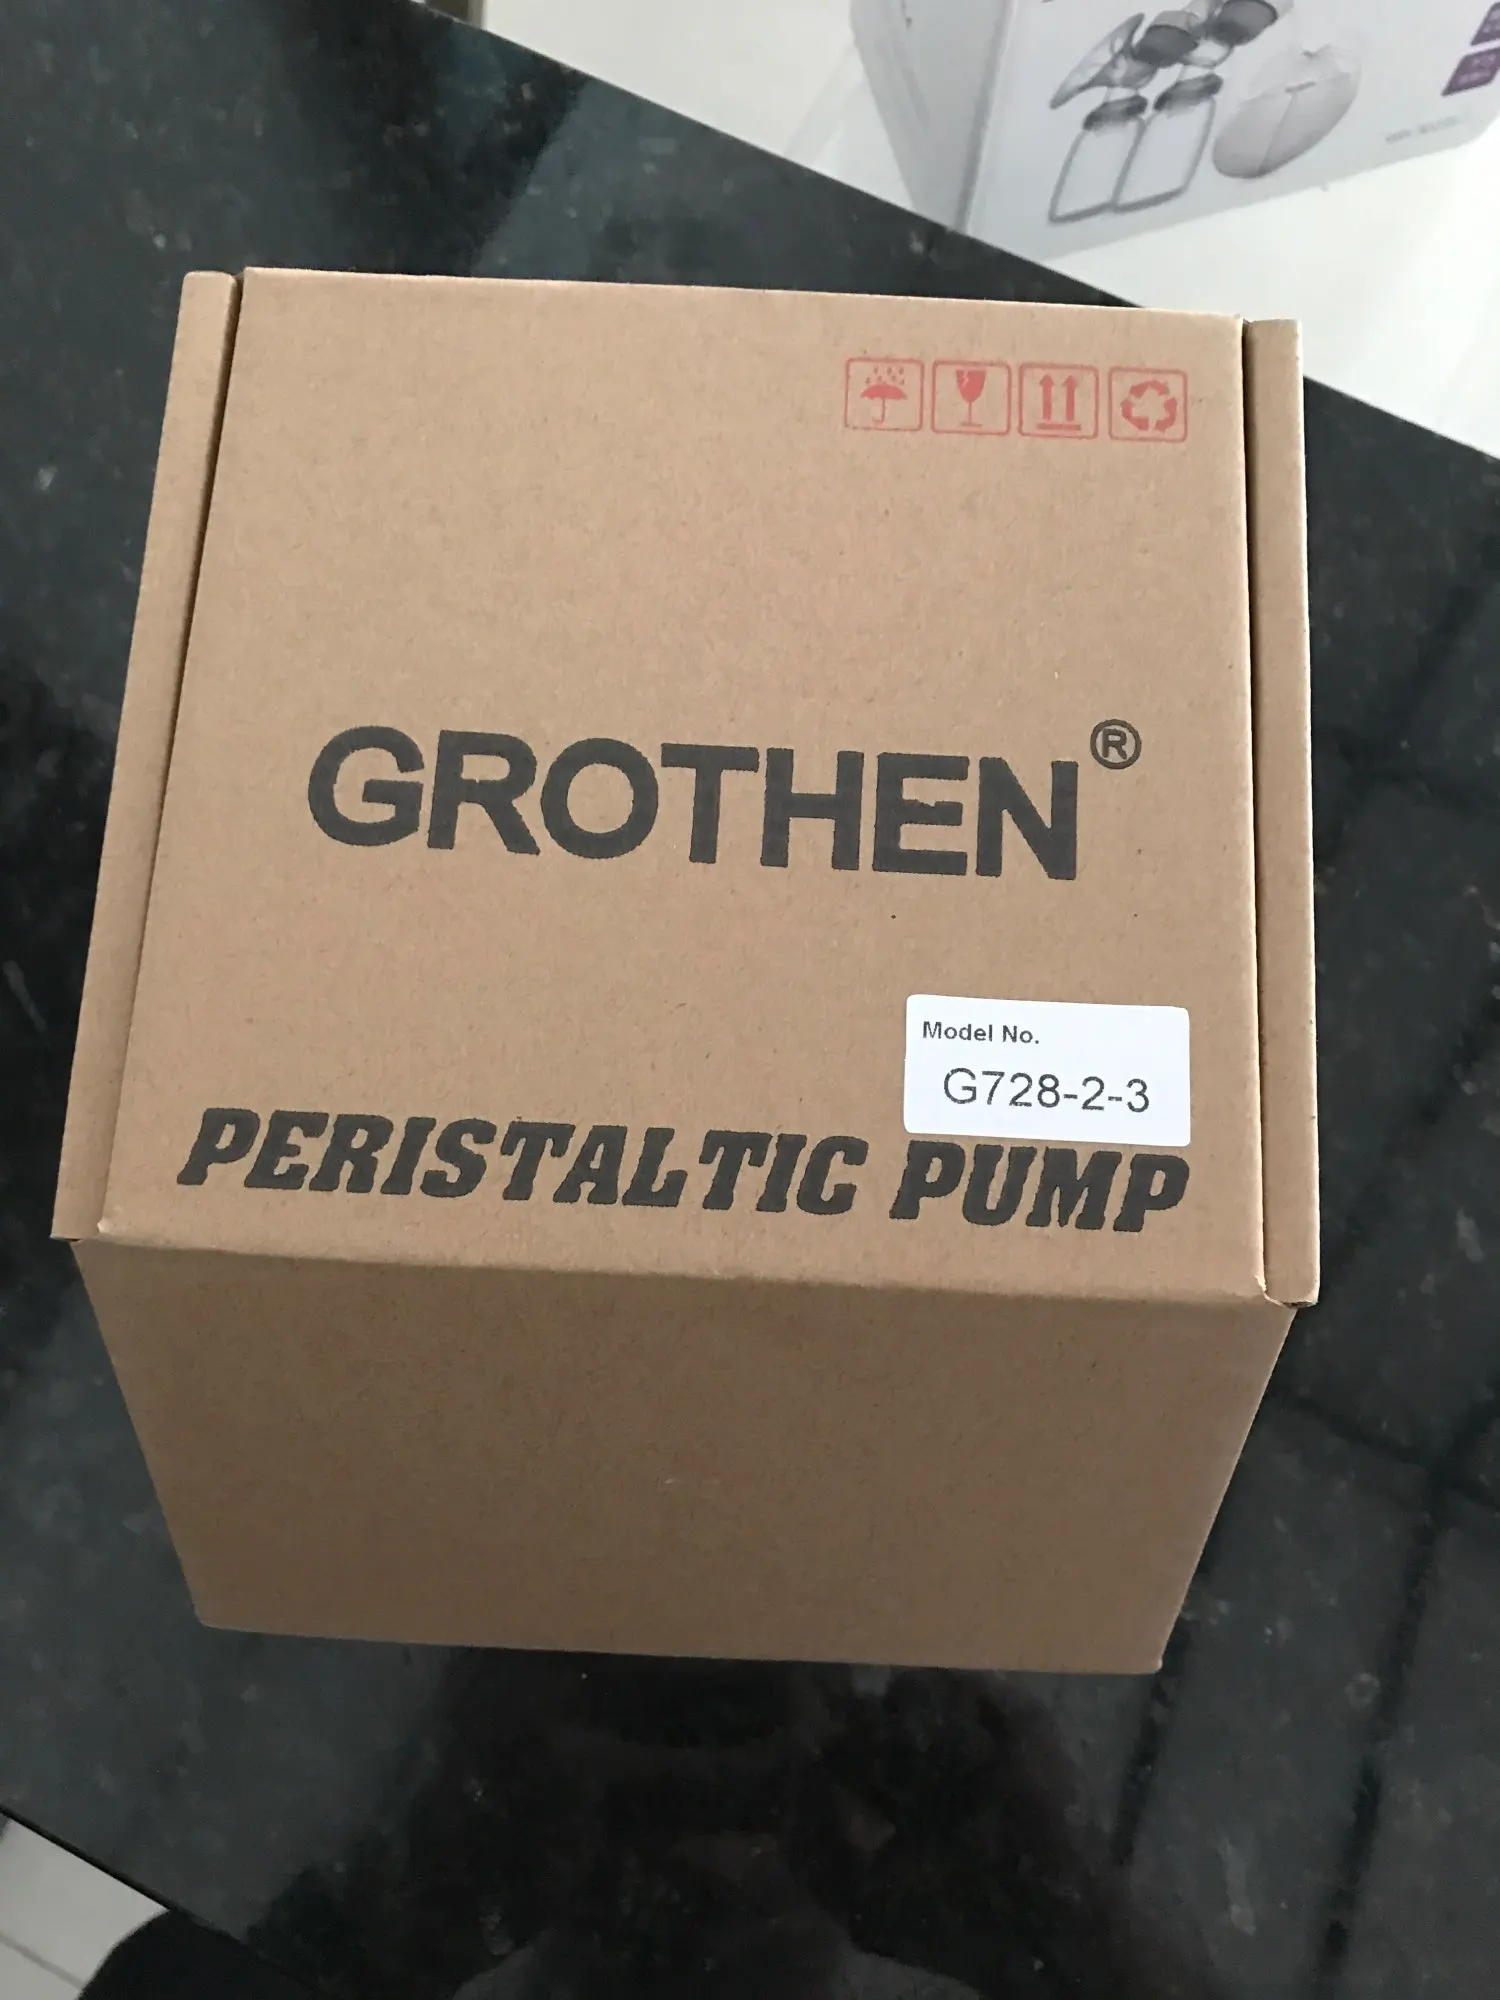 GROTHEN®
Model No.
G728-2-3
PERISTALTIC PUMP